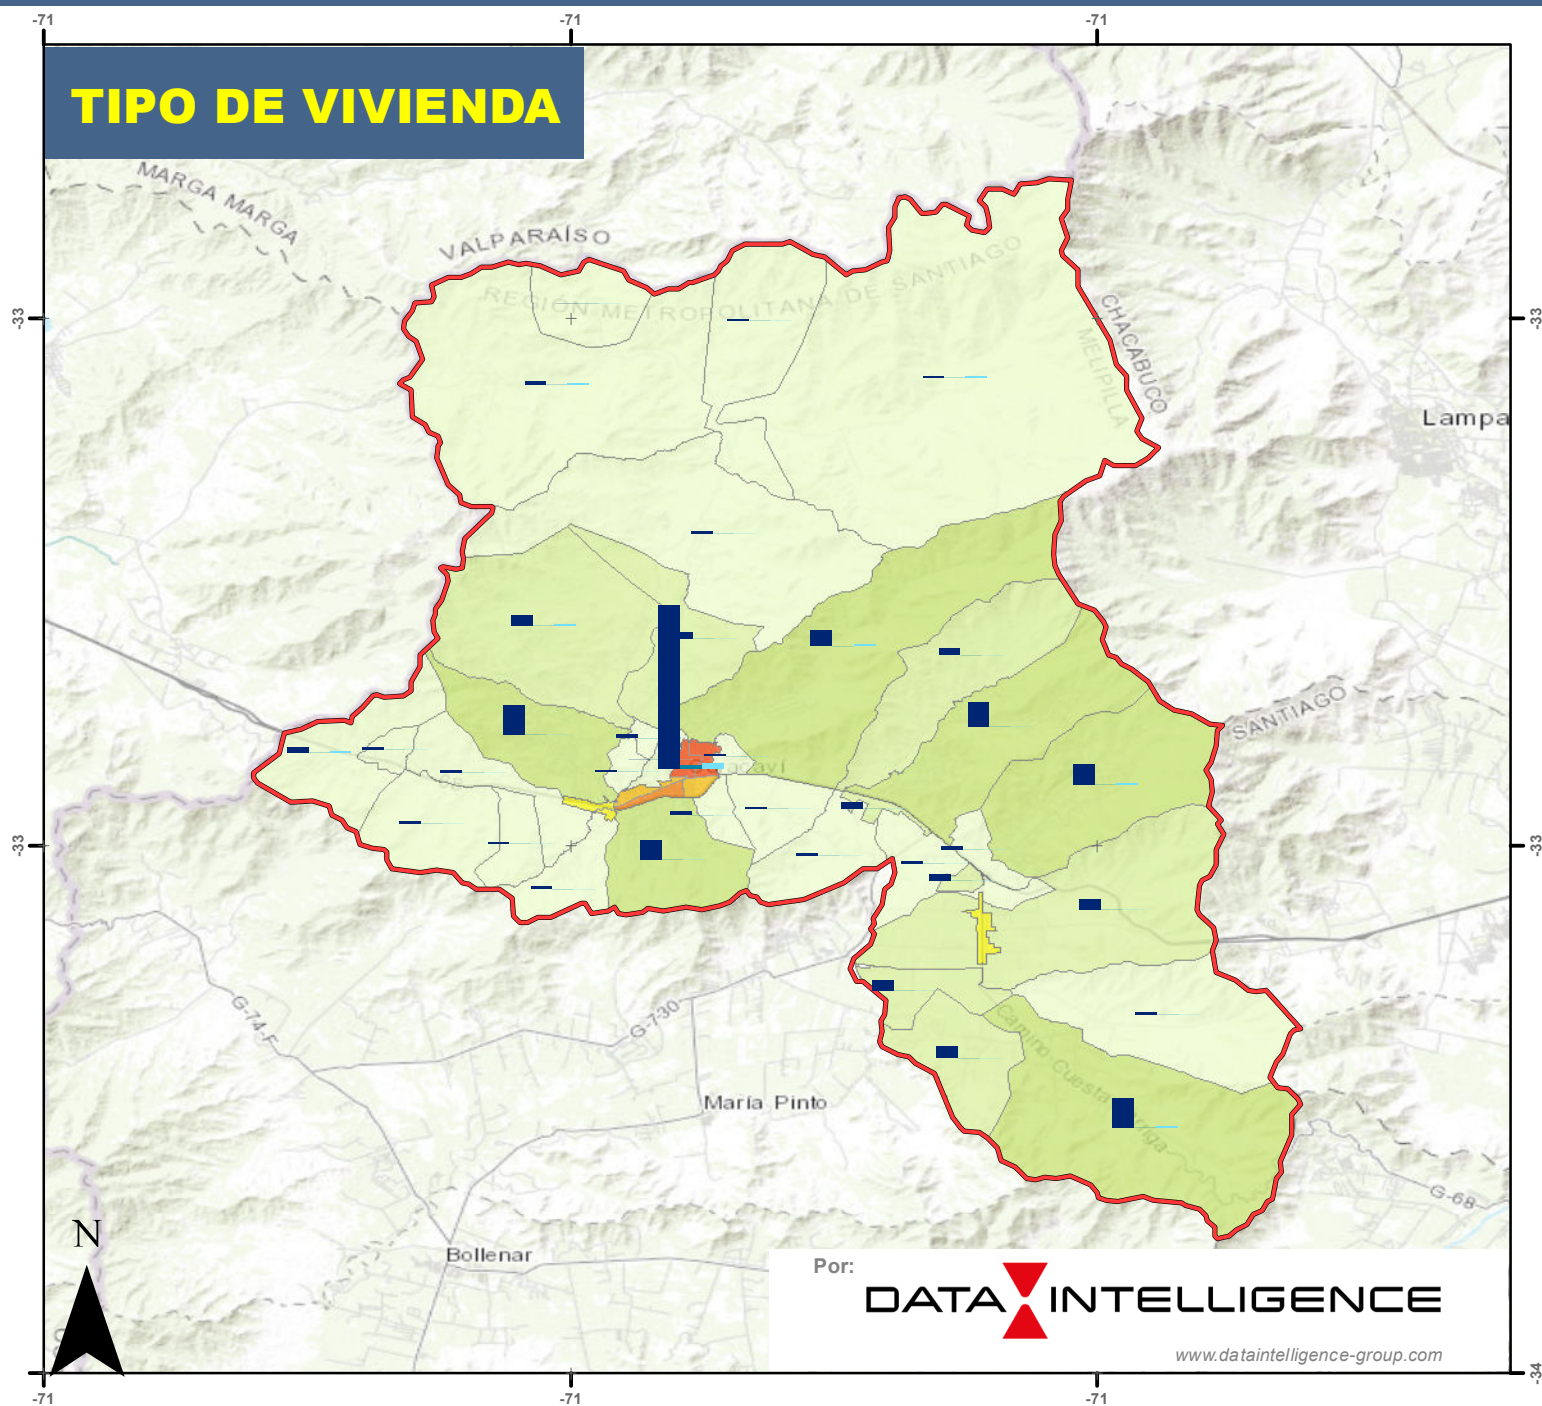 -71
-71
-71
TIPO DE VIVIENDA
MARGA MARGA
VALPARAÍSO
REGIÓN METROPOLITANA DE SANTIAGO
-33
-33
CHACABUCO
MELIPILLA
Lampa
SANTIAGO
-33
-33
G-74-F
G-730
Camino Cuesta Barriga
María Pinto
G-68
N
Bollenar
Por:
DATA INTELLIGENCE
www.dataintelligence-group.com
-34
-71
-71
-71